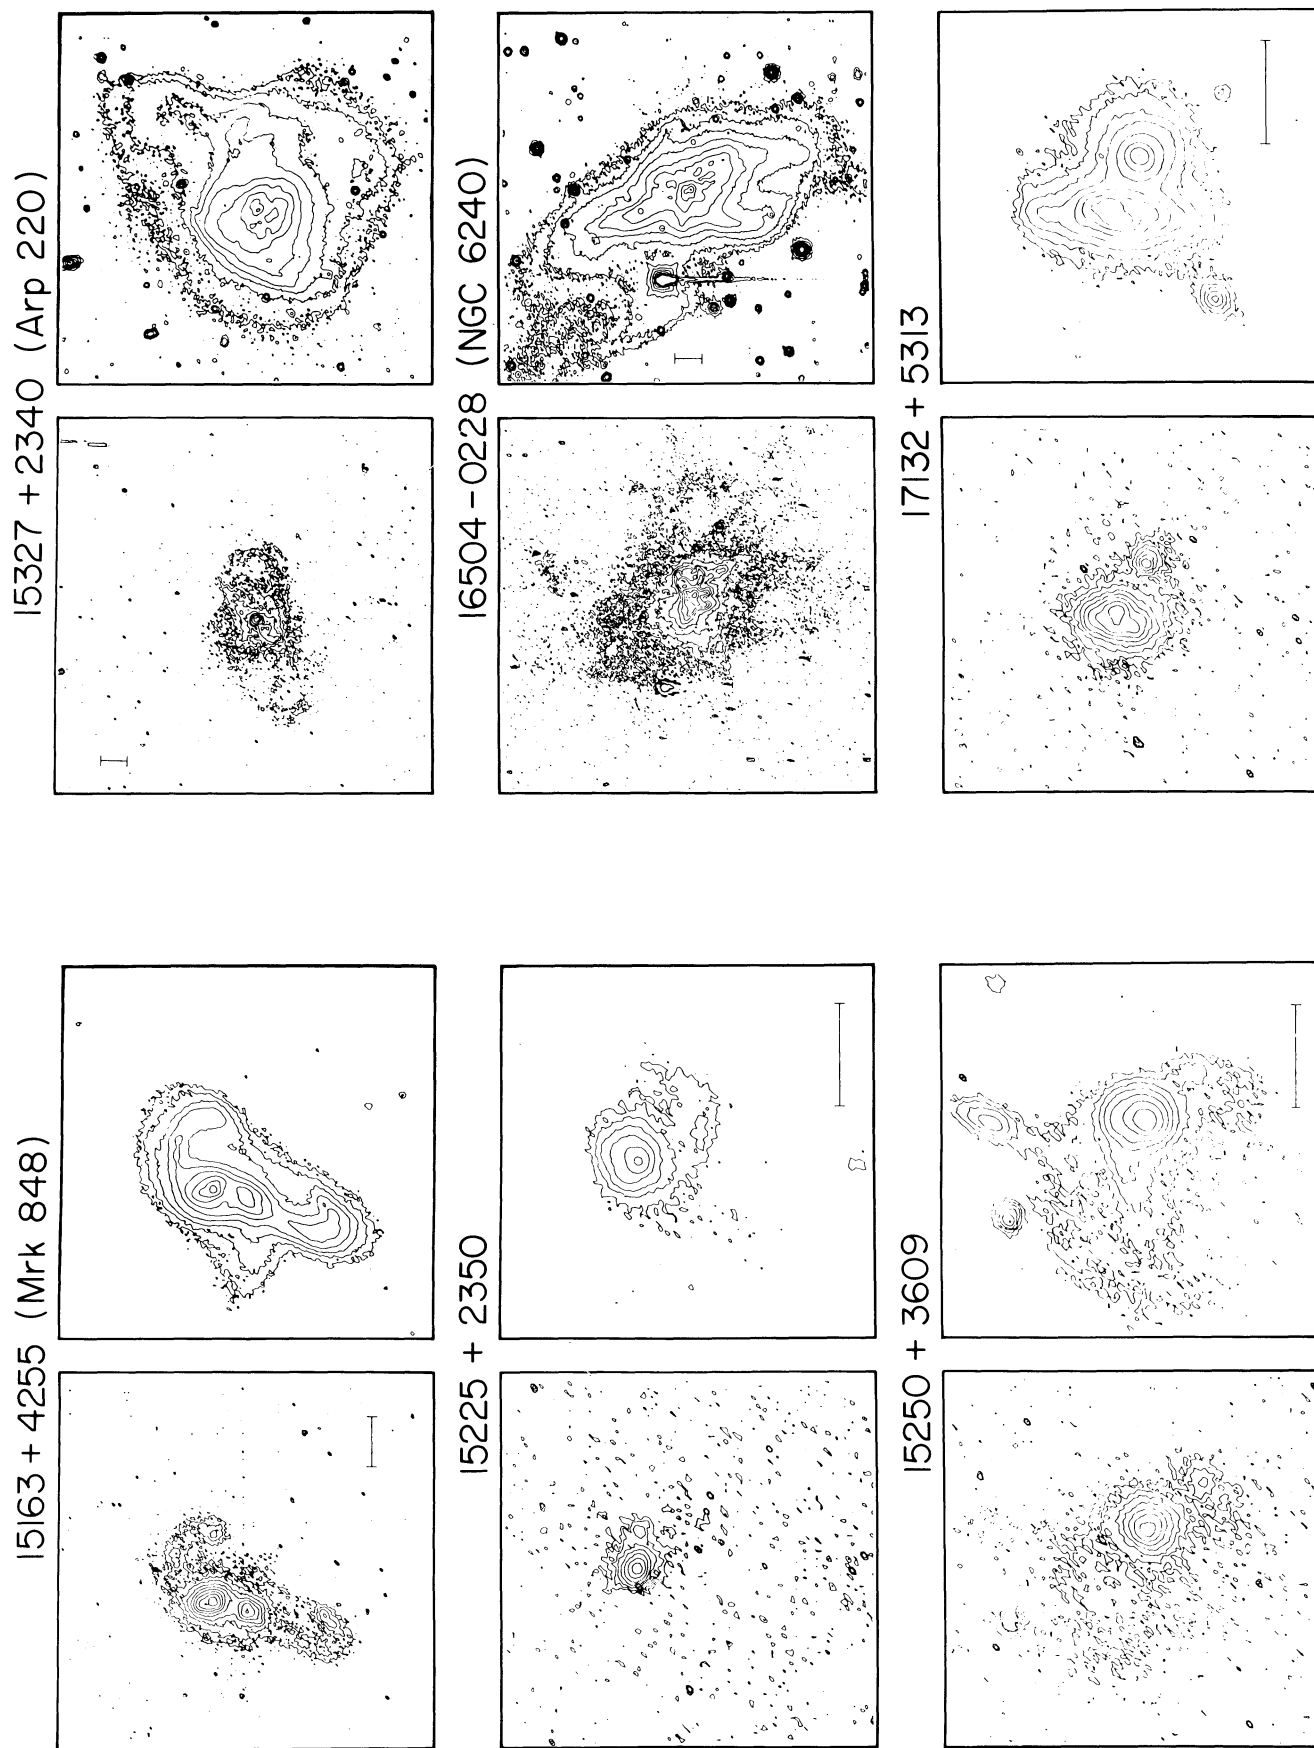 15163 + 4255 (Mrk 848)
15225 + 2350
15250 + 3609
15327 + 2340 (Arp 220)
16504 - 0228 (NGC 6240)
17132 + 5313